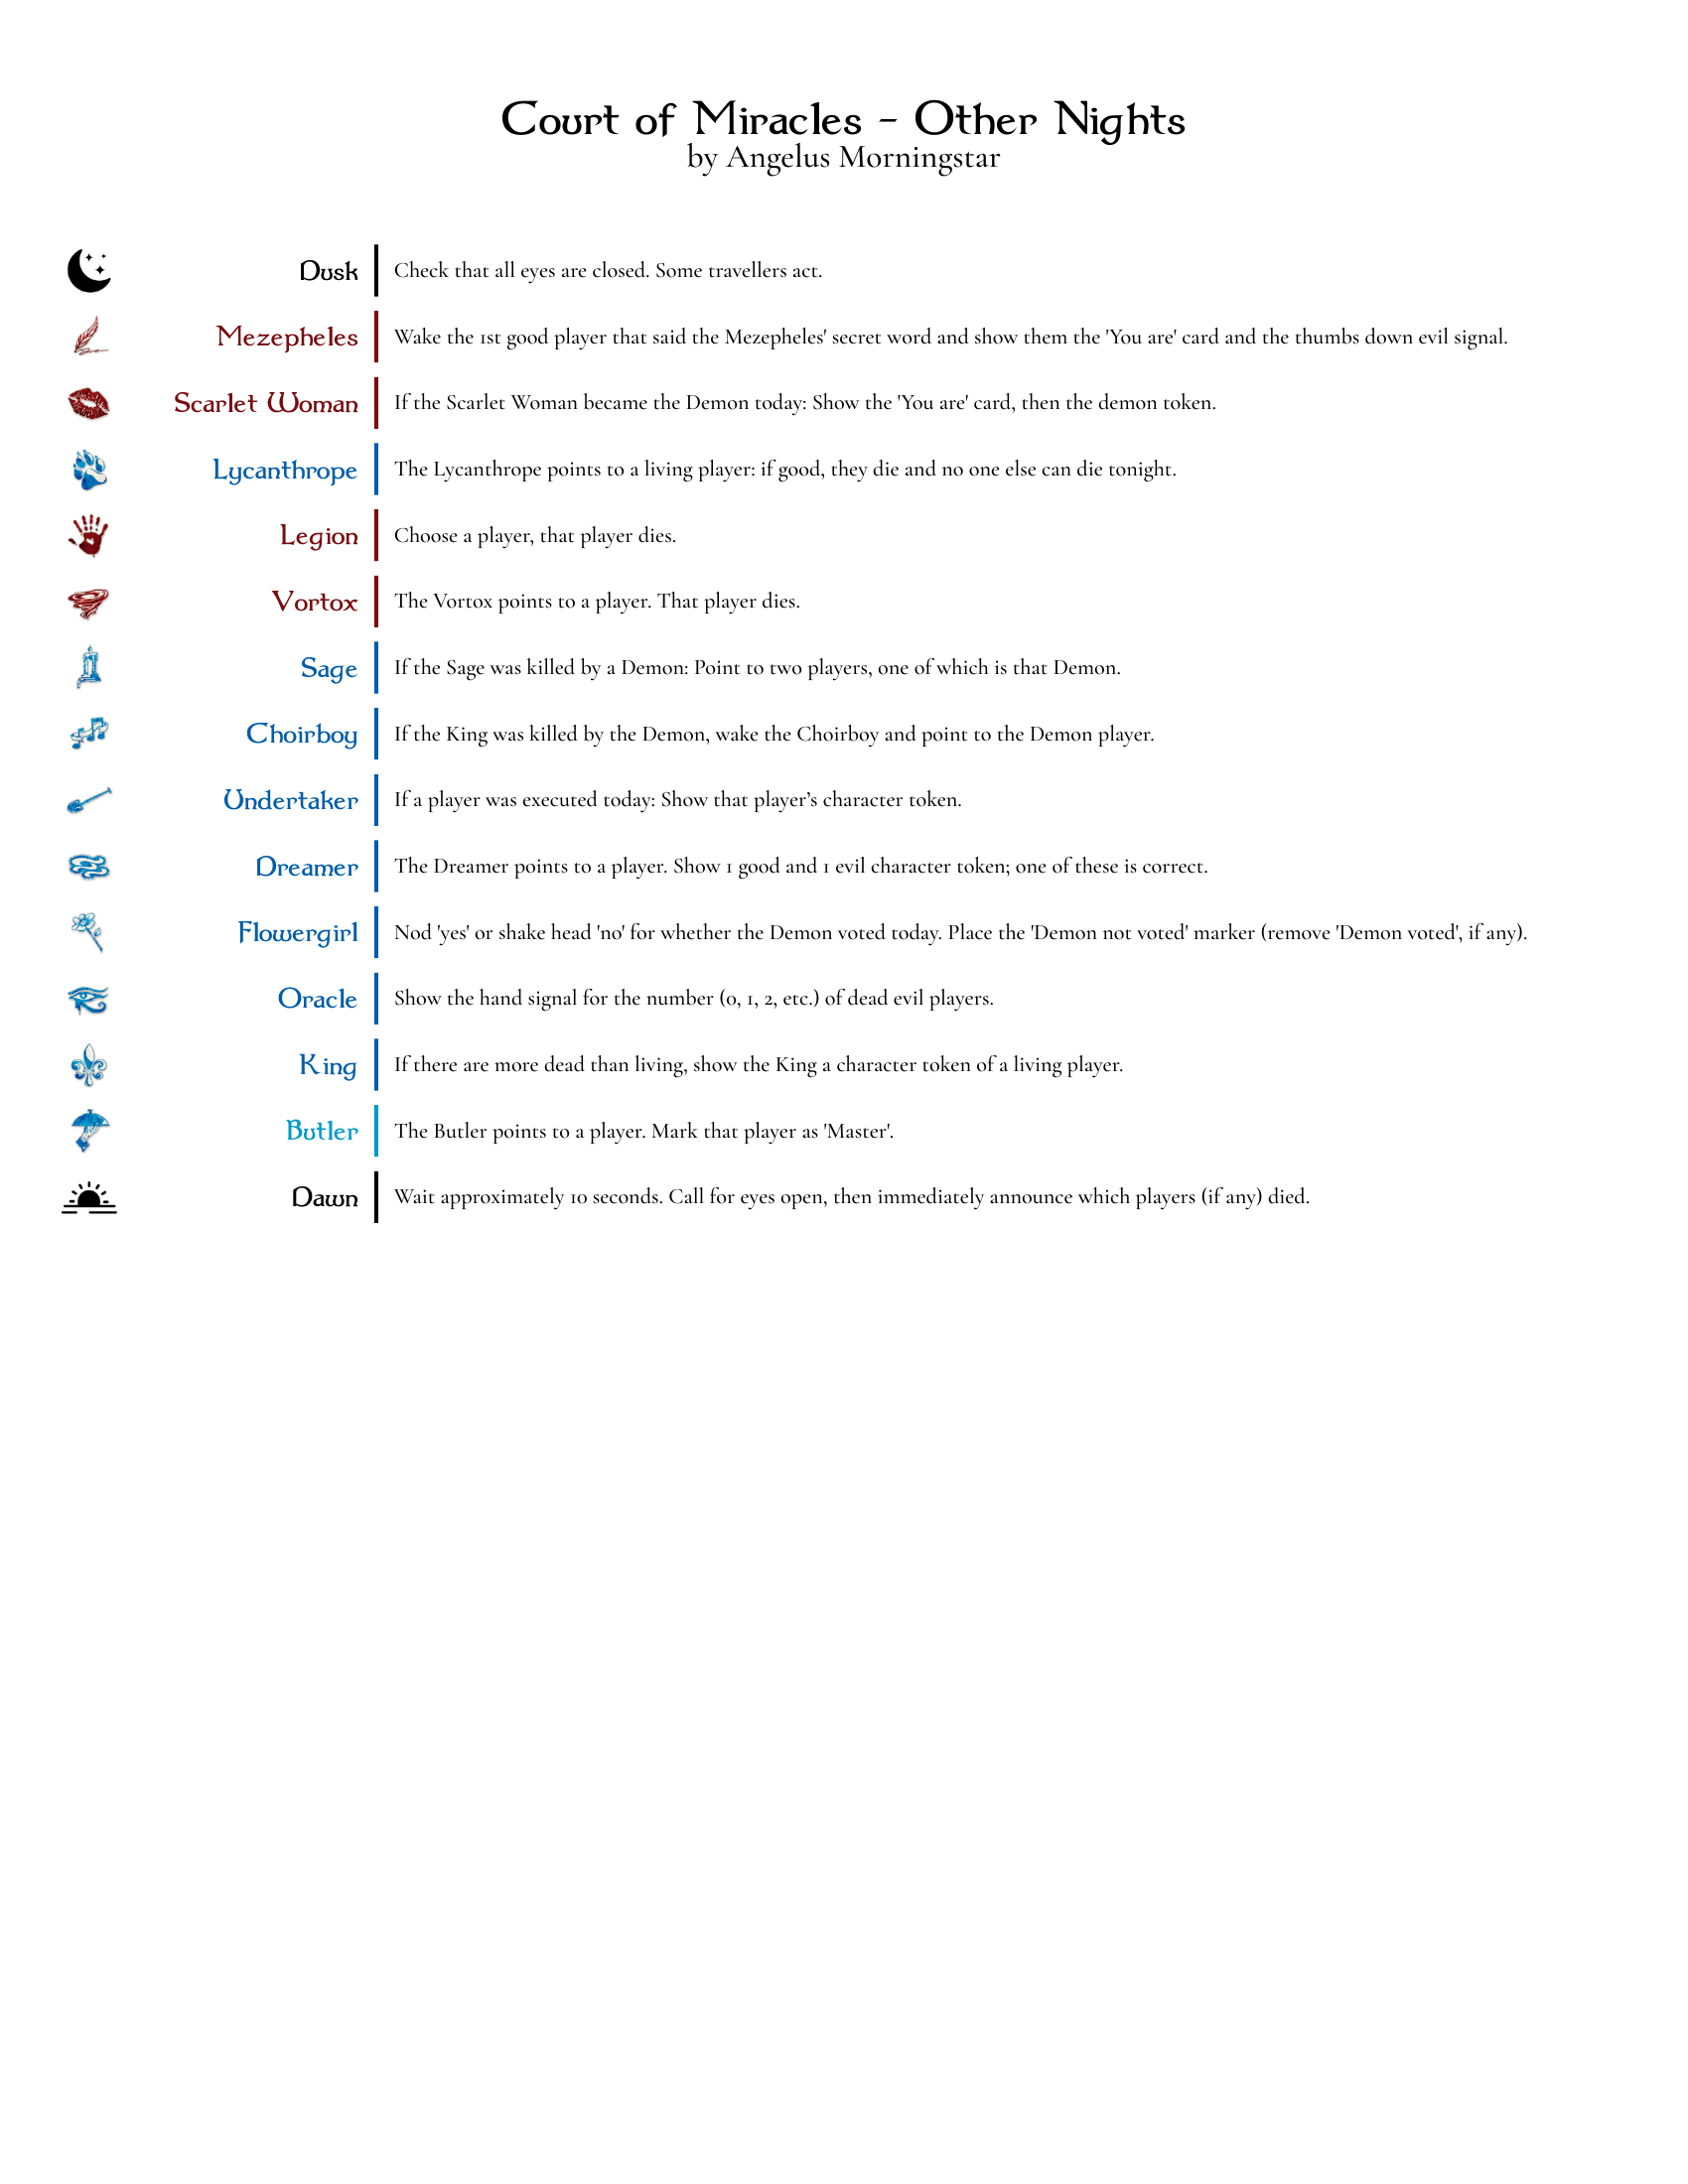 Court of Miracles - Other Nights
by Angelus Morningstar
Dusk Check that all eyes are closed. Some travellers act.
Mezepheles Wake the 1st good player that said the Mezepheles' secret word and show them the 'You are' card and the thumbs down evil signal.
Scarlet Woman If the Scarlet Woman became the Demon today: Show the 'You are' card, then the demon token.
Lycanthrope The Lycanthrope points to a living player: if good, they die and no one else can die tonight.
Legion Choose a player, that player dies.
Vortox The Vortox points to a player. That player dies.
Sage If the Sage was killed by a Demon: Point to two players, one of which is that Demon.
Choirboy If the King was killed by the Demon, wake the Choirboy and point to the Demon player.
Undertaker If a player was executed today: Show that player’s character token.
Dreamer The Dreamer points to a player. Show 1 good and 1 evil character token; one of these is correct.
Flowergirl Nod 'yes' or shake head 'no' for whether the Demon voted today. Place the 'Demon not voted' marker (remove 'Demon voted', if any).
Oracle Show the hand signal for the number (0, 1, 2, etc.) of dead evil players.
King If there are more dead than living, show the King a character token of a living player.
Butler The Butler points to a player. Mark that player as 'Master'.
Dawn Wait approximately 10 seconds. Call for eyes open, then immediately announce which players (if any) died.